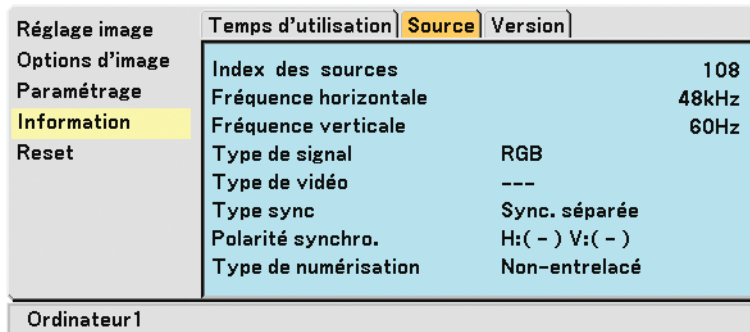 Réglage image
Options d'image
Paramétrage
Information
Reset
Temps d'utilisation Source Version
Index des sources 108
Fréquence horizontale 48kHz
Fréquence verticale 60Hz
Type de signal RGB
Type de vidéo ---
Type sync Sync. séparée
Polarité synchro. H:( - ) V:( - )
Type de numérisation Non-entrelacé
Ordinateur1